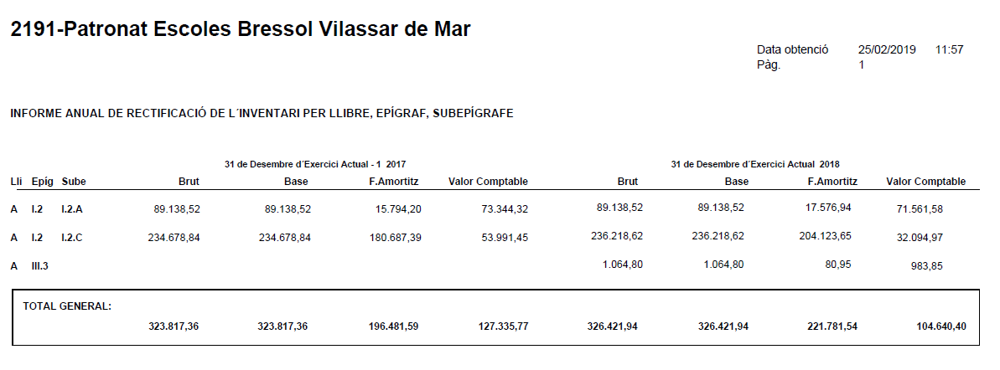 2191-Patronat Escoles Bressol Vilassar de Mar
Data obtenció 25/02/2019 11:57
Pàg. 1
INFORME ANUAL DE RECTIFICACIÓ DE L´INVENTARI PER LLIBRE, EPÍGRAF, SUBEPÍGRAFE
31 de Desembre d´Exercici Actual - 1 2017 31 de Desembre d´Exercici Actual 2018
Lli Epíg Sube Brut Base F.Amortitz Valor Comptable Brut Base F.Amortitz Valor Comptable
A I.2 I.2.A 89.138,52 89.138,52 15.794,20 73.344,32 89.138,52 89.138,52 17.576,94 71.561,58
A I.2 I.2.C 234.678,84 234.678,84 180.687,39 53.991,45 236.218,62 236.218,62 204.123,65 32.094,97
A III.3 1.064,80 1.064,80 80,95 983,85
TOTAL GENERAL:
323.817,36 323.817,36 196.481,59 127.335,77 326.421,94 326.421,94 221.781,54 104.640,40